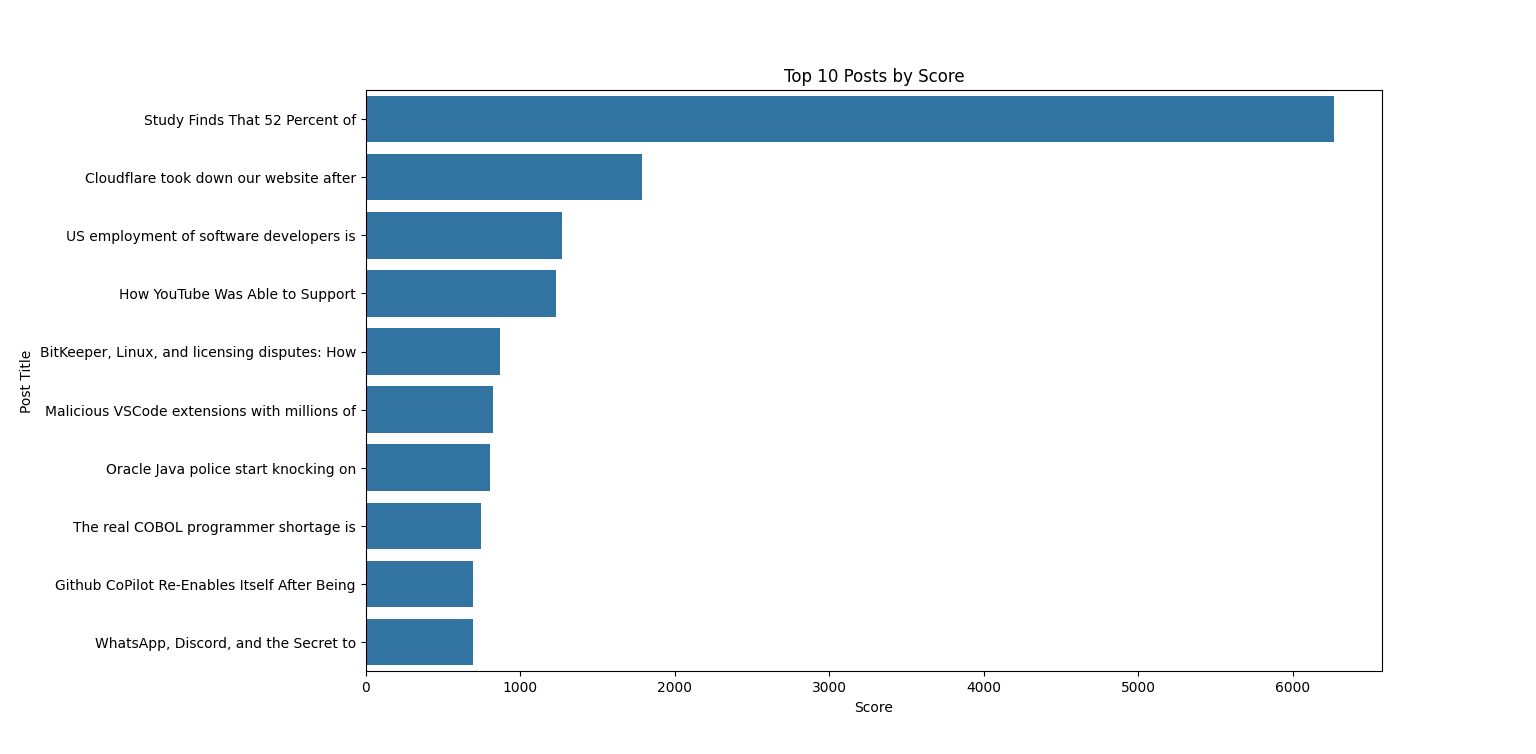 Top 10 Posts by Score
Study Finds That 52 Percent of
Cloudflare took down our website after
US employment of software developers is
How YouTube Was Able to Support
BitKeeper, Linux, and licensing disputes: How
Malicious VSCode extensions with millions of
Oracle Java police start knocking on
The real COBOL programmer shortage is
Github CoPilot Re-Enables Itself After Being
WhatsApp, Discord, and the Secret to
Post Title
0 1000 2000 3000 4000 5000 6000
Score